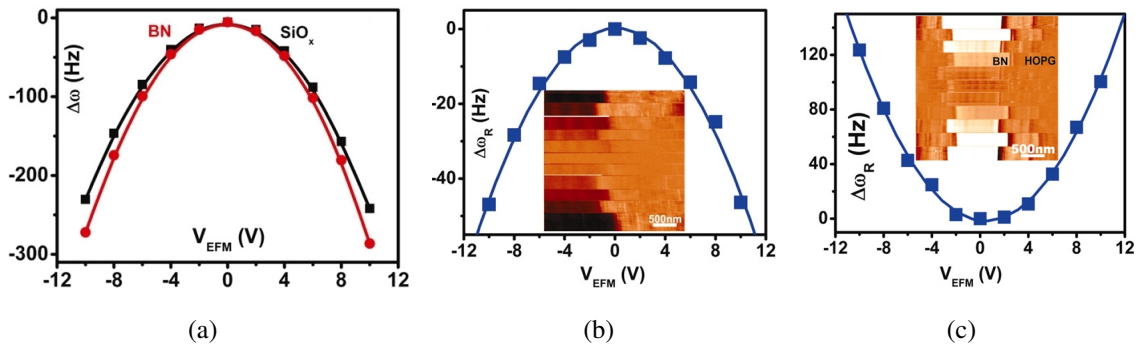 0
-100
-200
-300
Δω (Hz)
BN
SiOx
VEFM (V)
-12 -8 -4 0 4 8 12
(a)
0
-20
-40
ΔωR (Hz)
500nm
-12 -8 -4 0 4 8 12
VEFM (V)
(b)
120
80
40
0
ΔωR (Hz)
BN HOPG
500nm
-12 -8 -4 0 4 8 12
VEFM (V)
(c)